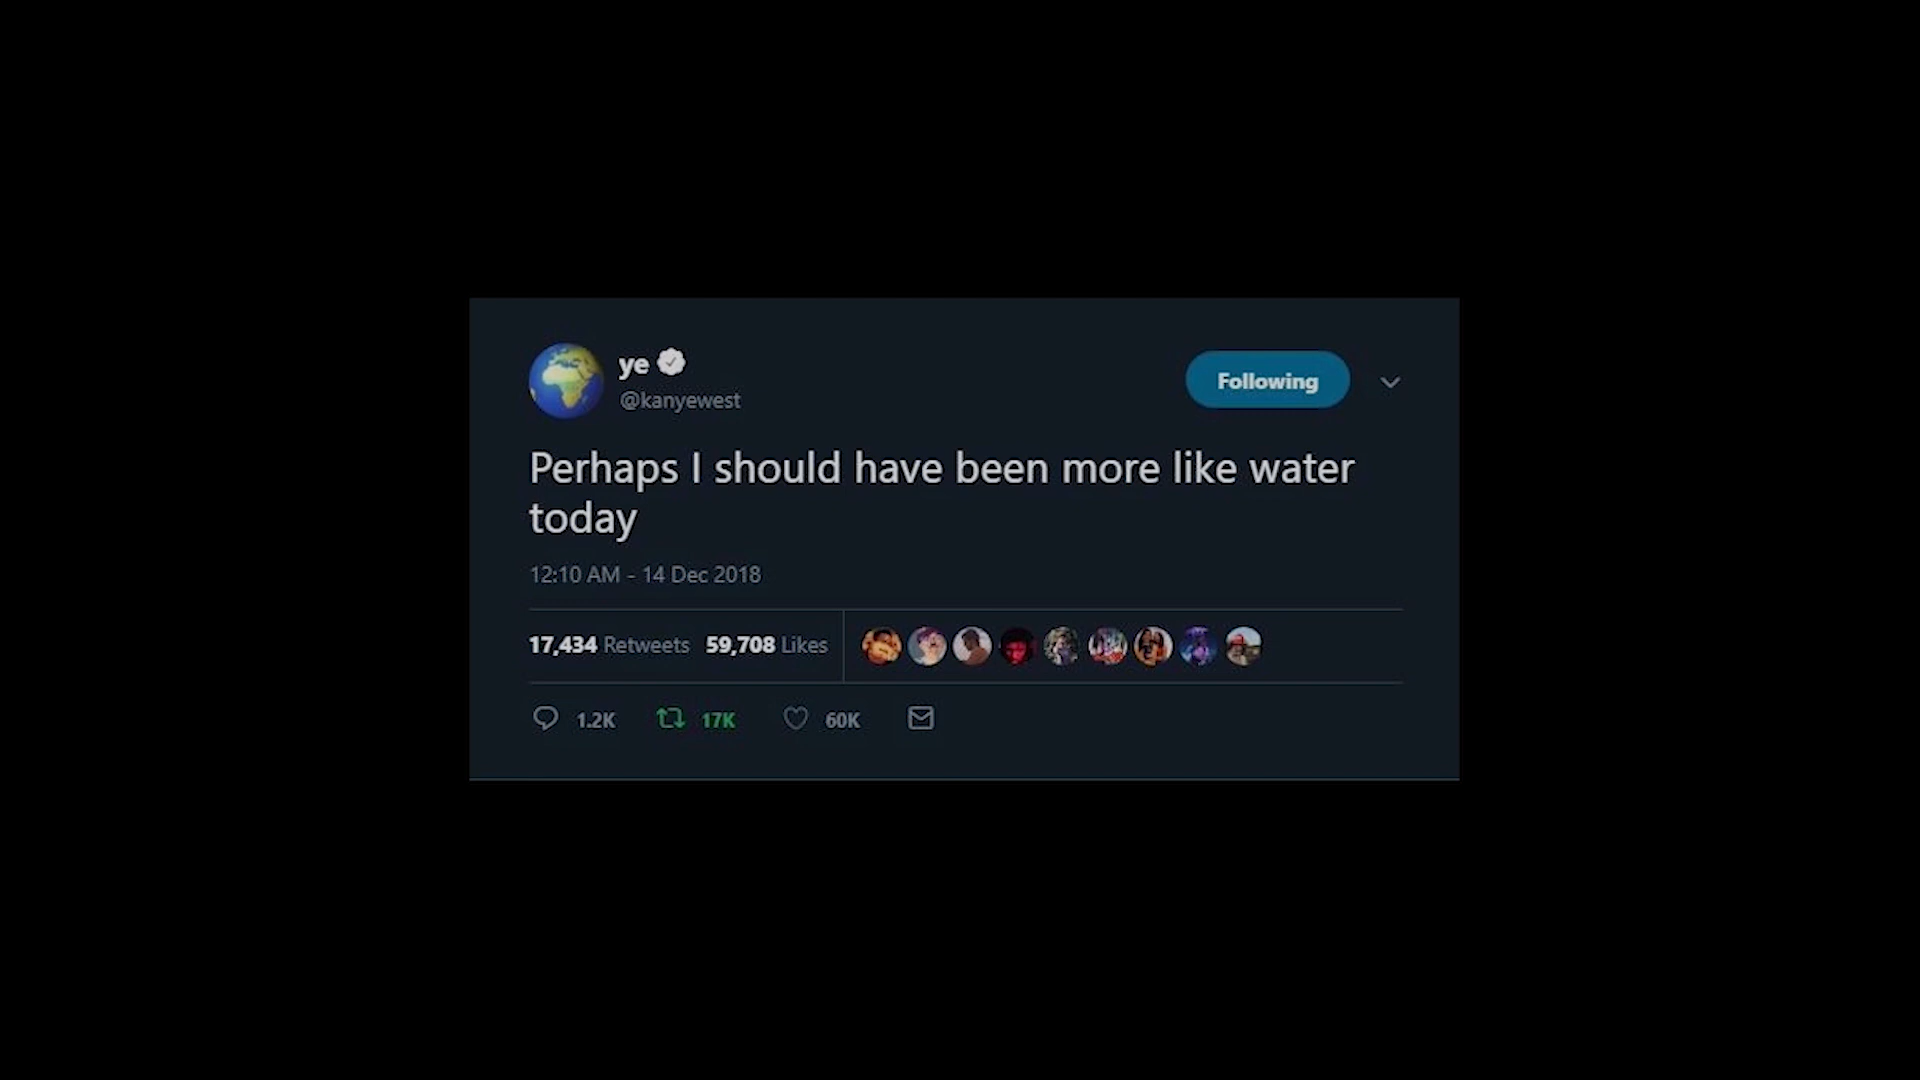 ye
@kanyewest
Following
Perhaps I should have been more like water
today
12:10 AM - 14 Dec 2018
17,434 Retweets 59,708 Likes
1.2K 17K 60K